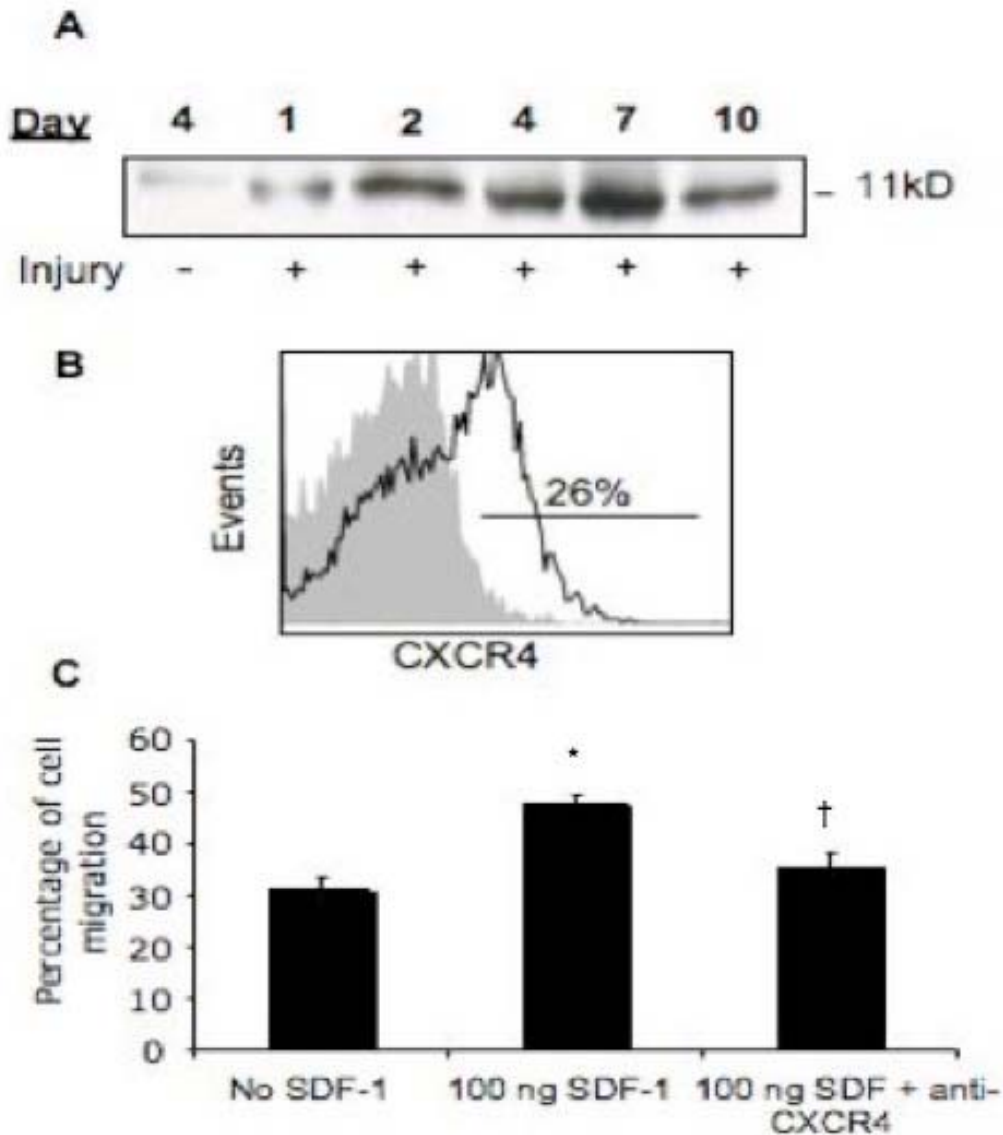 A
Day 4 1 2 4 7 10
- 11kD
Injury - + + + + +
B
Events
26%
CXCR4
C
Percentage of cell
migration
60
50
40
30
20
10
0
*
†
No SDF-1 100 ng SDF-1 100 ng SDF + anti-
CXCR4